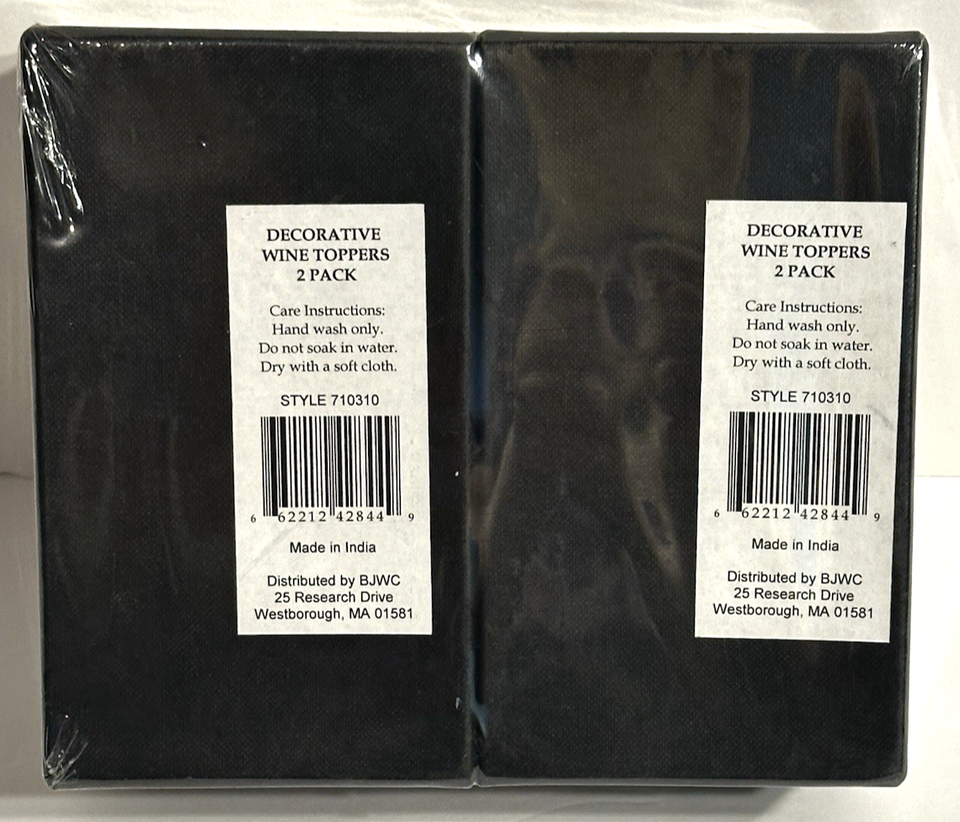 DECORATIVE
WINE TOPPERS
2 PACK
Care Instructions:
Hand wash only.
Do not soak in water.
Dry with a soft cloth.
STYLE 710310
6 62212 42844 9
Made in India
Distributed by BJWC
25 Research Drive
Westborough, MA 01581
DECORATIVE
WINE TOPPERS
2 PACK
Care Instructions:
Hand wash only.
Do not soak in water.
Dry with a soft cloth.
STYLE 710310
6 62212 42844 9
Made in India
Distributed by BJWC
25 Research Drive
Westborough, MA 01581